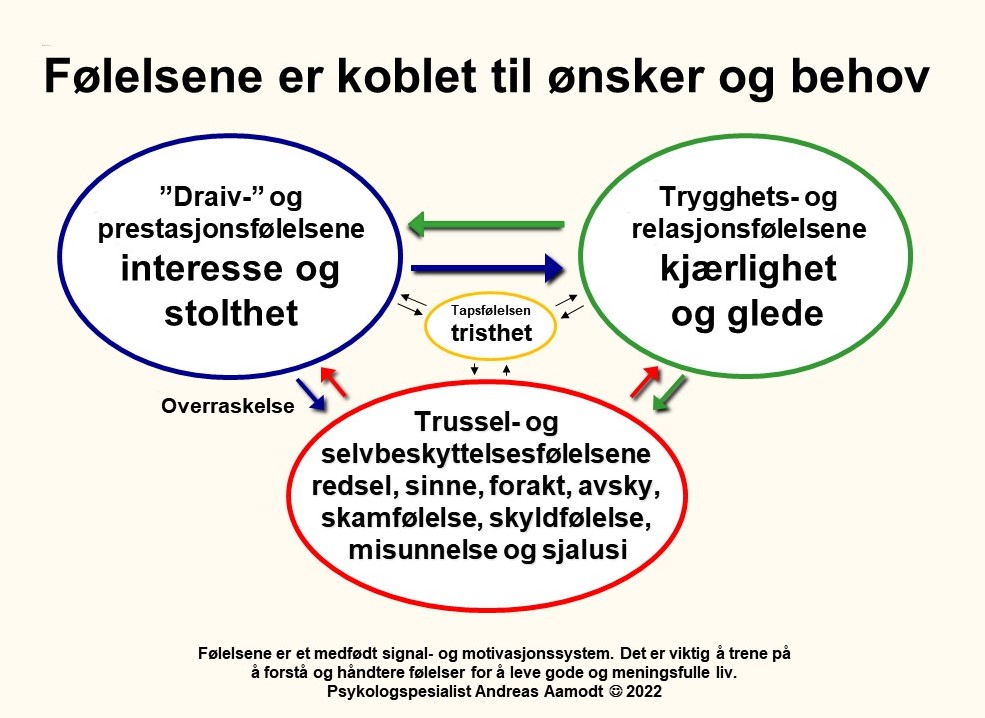 Følelsene er koblet til ønsker og behov
”Draiv-” og
prestasjonsfølelsene
interesse og
stolthet
Trygghets- og
relasjonsfølelsene
kjærlighet
og glede
Tapsfølelsen
tristhet
Overraskelse
Trussel- og
selvbeskyttelsesfølelsene
redsel, sinne, forakt, avsky,
skamfølelse, skyldfølelse,
misunnelse og sjalusi
Følelsene er et medfødt signal- og motivasjonssystem. Det er viktig å trene på
å forstå og håndtere følelser for å leve gode og meningsfulle liv.
Psykologspesialist Andreas Aamodt ☺ 2022